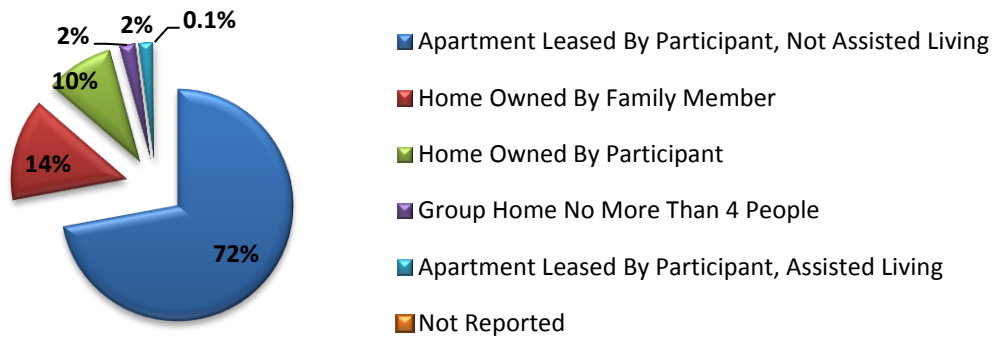 2%
2%
0.1%
10%
14%
72%
Apartment Leased By Participant, Not Assisted Living
Home Owned By Family Member
Home Owned By Participant
Group Home No More Than 4 People
Apartment Leased By Participant, Assisted Living
Not Reported